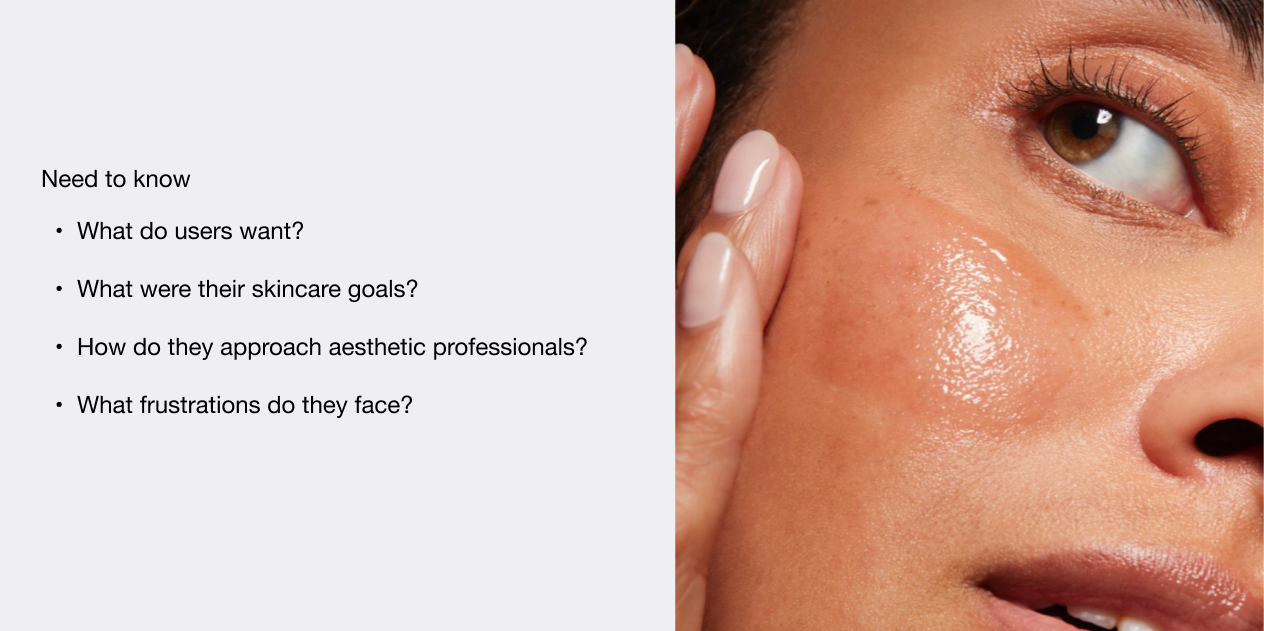 Need to know
• What do users want?
• What were their skincare goals?
• How do they approach aesthetic professionals?
• What frustrations do they face?